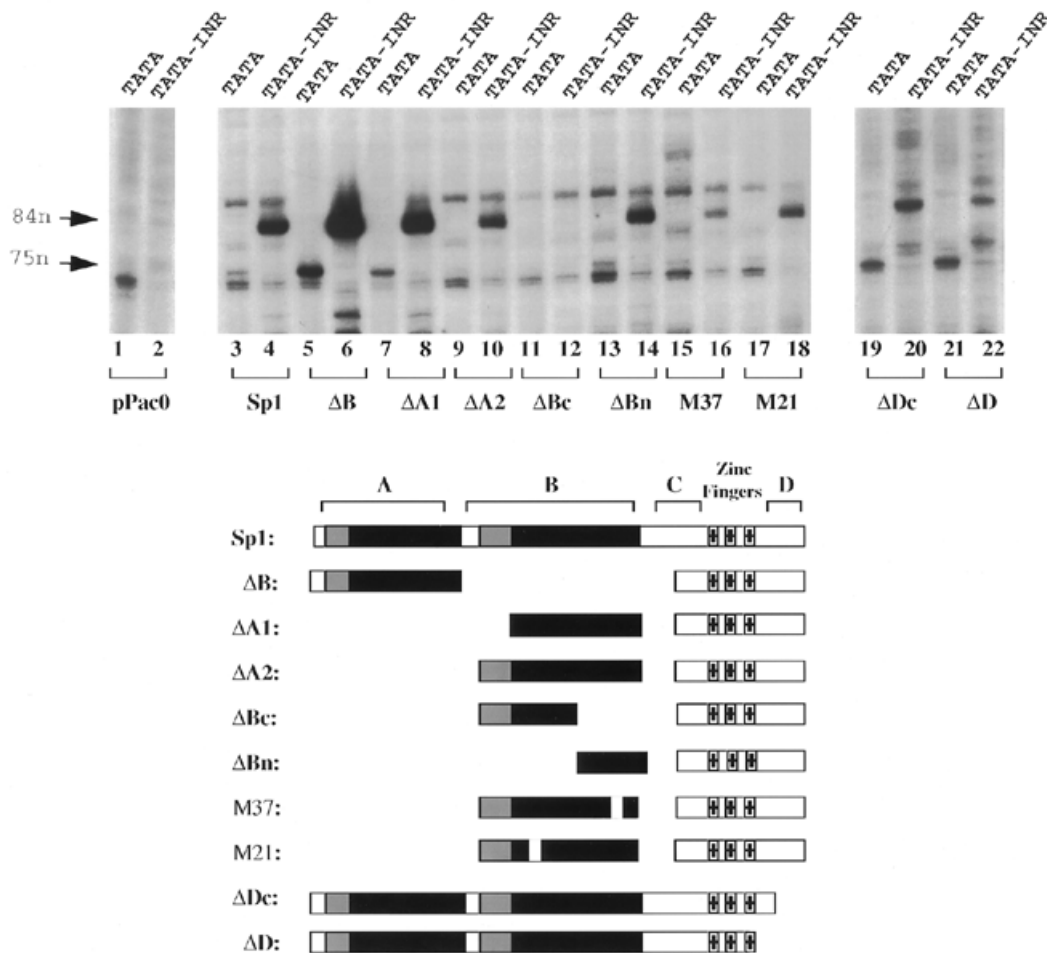 TATA TATA-INR TATA TATA-INR TATA TATA-INR TATA TATA-INR TATA TATA-INR TATA TATA-INR TATA TATA-INR TATA TATA-INR TATA TATA-INR TATA TATA-INR TATA TATA-INR
84n
75n
1 2 3 4 5 6 7 8 9 10 11 12 13 14 15 16 17 18 19 20 21 22
pPac0 Sp1 ΔB ΔA1 ΔA2 ΔBc ΔBn M37 M21 ΔDc ΔD
A B C Zinc Fingers D
Sp1:
ΔB:
ΔA1:
ΔA2:
ΔBc:
ΔBn:
M37:
M21:
ΔDc:
ΔD: